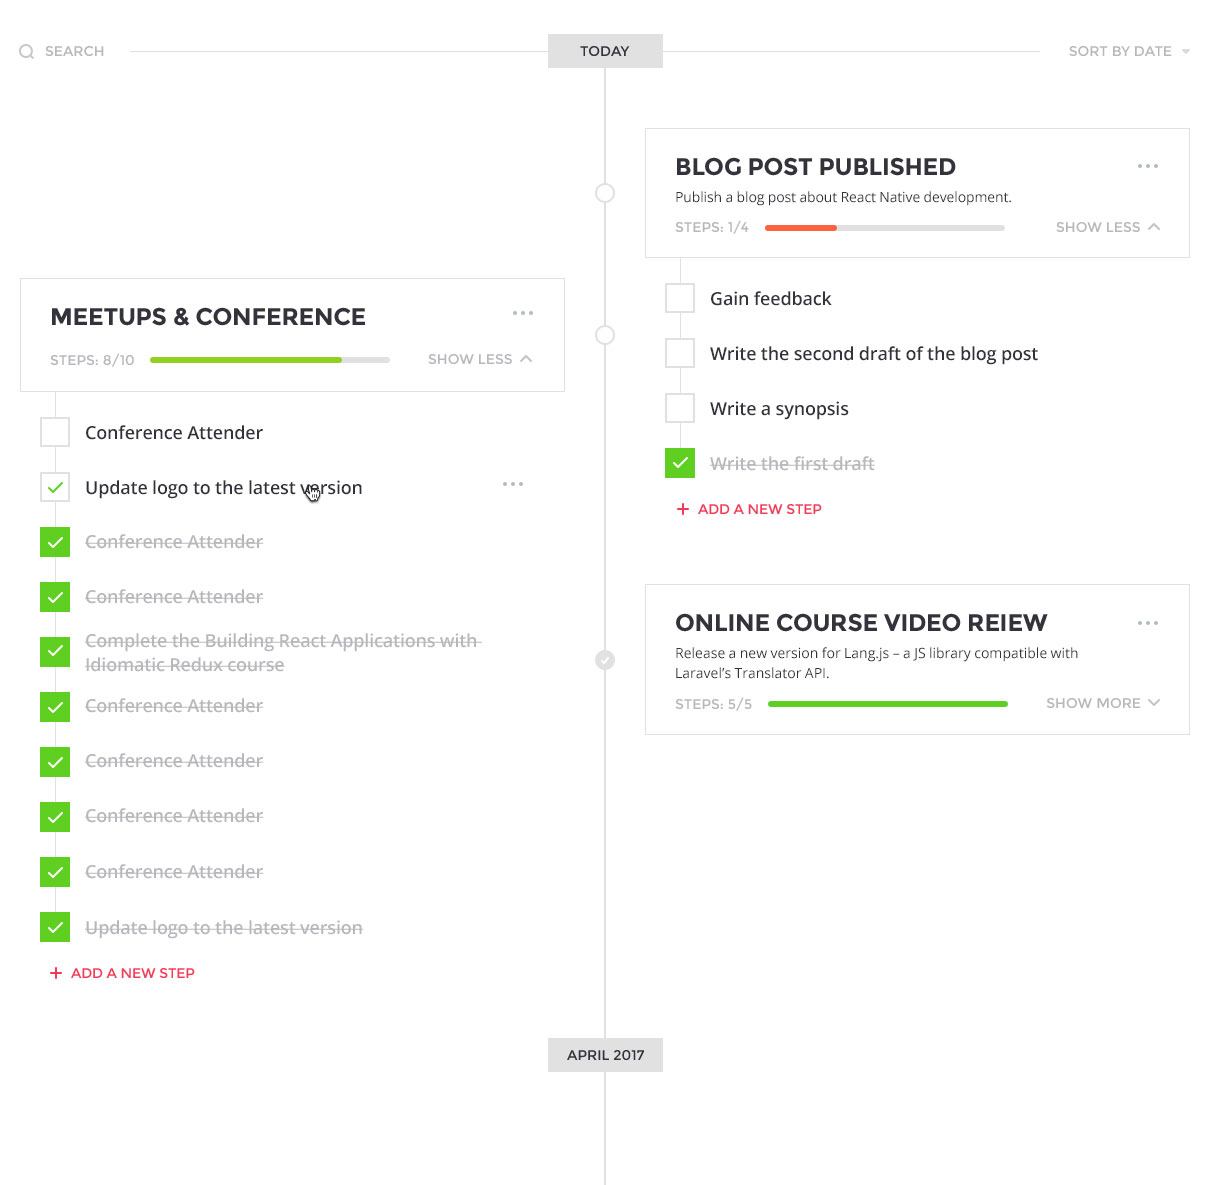 SEARCH
TODAY
SORT BY DATE
BLOG POST PUBLISHED
Publish a blog post about React Native development.
STEPS: 1/4
SHOW LESS
Gain feedback
Write the second draft of the blog post
Write a synopsis
Write the first draft
+ ADD A NEW STEP
MEETUPS & CONFERENCE
STEPS: 8/10
SHOW LESS
Conference Attender
Update logo to the latest version
Conference Attender
Conference Attender
Complete the Building React Applications with
Idiomatic Redux course
Conference Attender
Conference Attender
Conference Attender
Conference Attender
Update logo to the latest version
+ ADD A NEW STEP
ONLINE COURSE VIDEO REIEW
Release a new version for Lang.js – a JS library compatible with
Laravel’s Translator API.
STEPS: 5/5
SHOW MORE
APRIL 2017